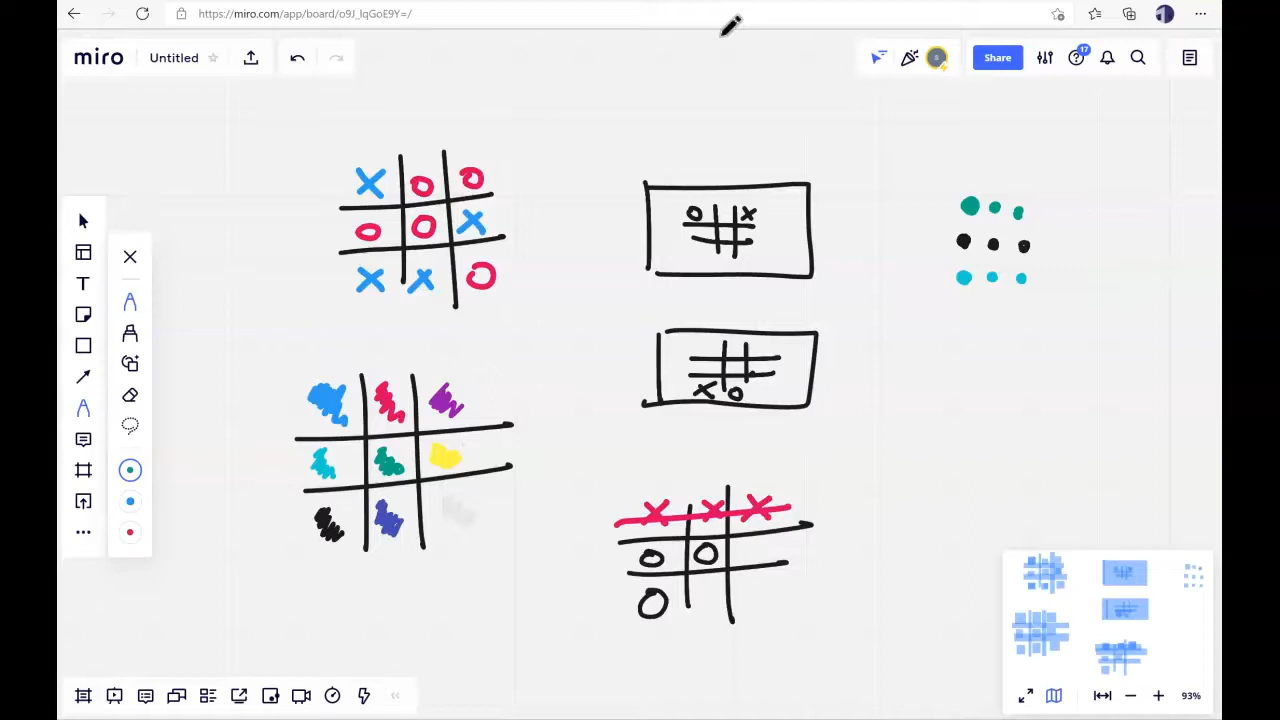 https://miro.com/app/board/o9J_lqGoE9Y=/
miro Untitled Share 17
X O O
O O X
X X O
O X
X O
X X X
O O
O
T
93%